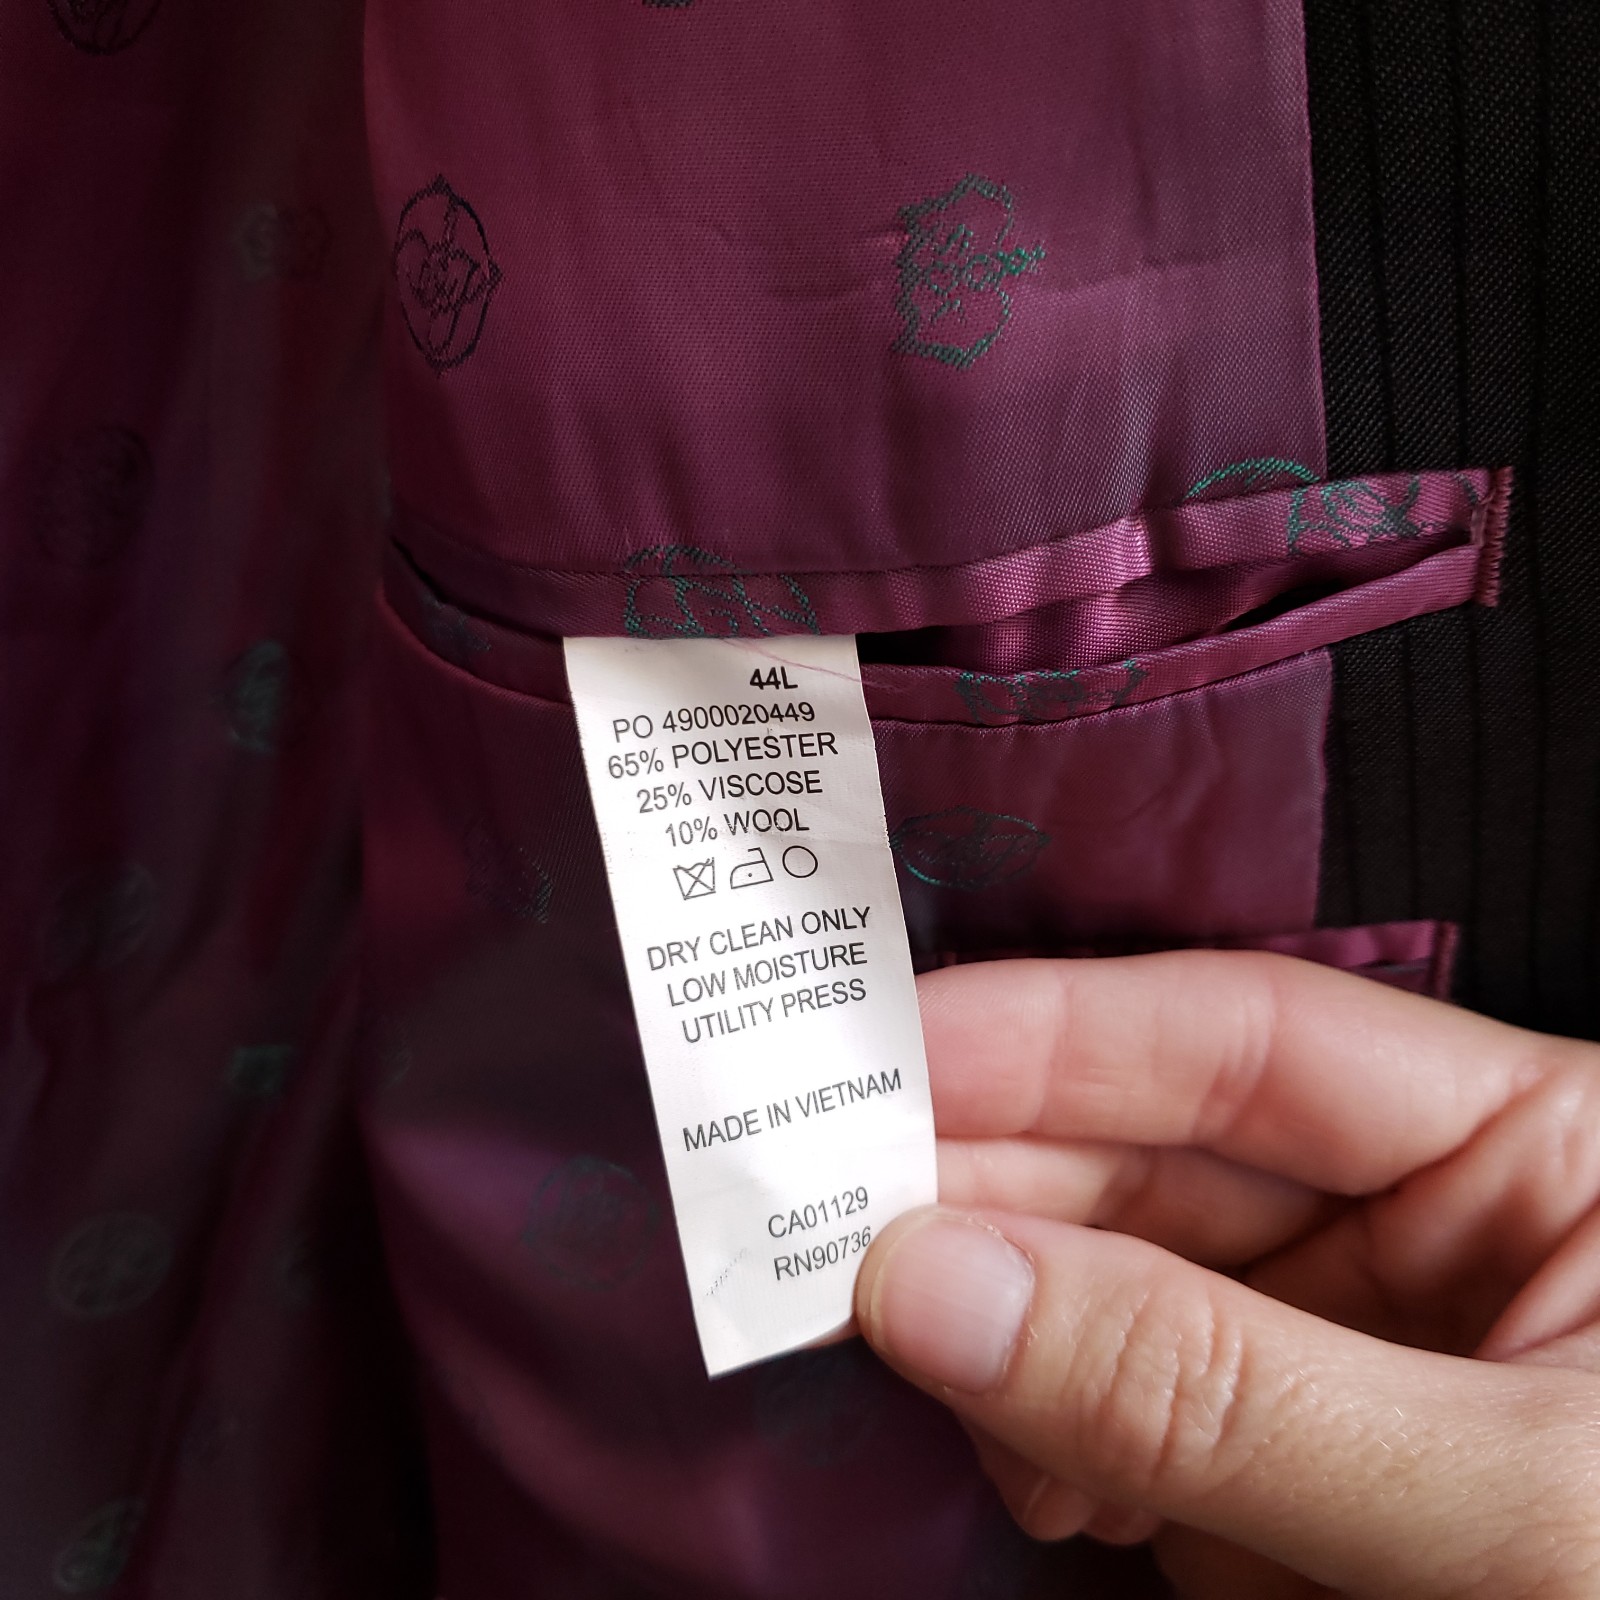 44L
PO 4900020449
65% POLYESTER
25% VISCOSE
10% WOOL
DRY CLEAN ONLY
LOW MOISTURE
UTILITY PRESS
MADE IN VIETNAM
CA01129
RN90736